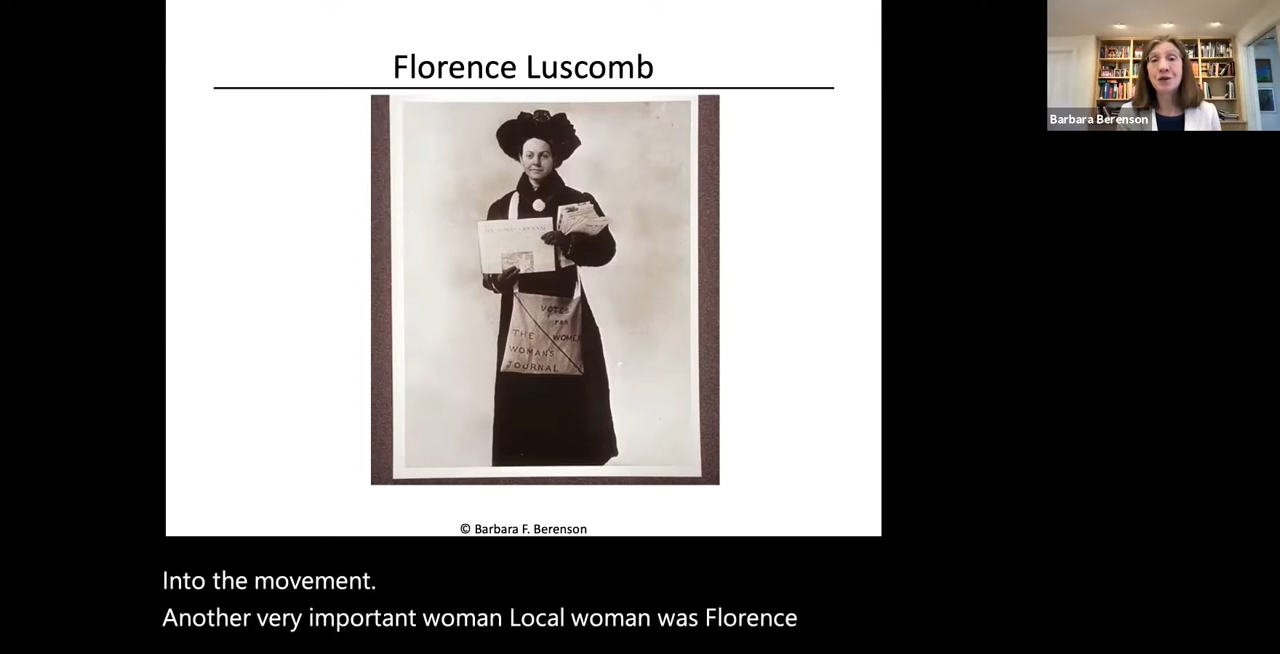 Florence Luscomb
VOTES
FOR
WOMEN
THE
WOMAN'S
JOURNAL
© Barbara F. Berenson
Barbara Berenson
Into the movement.
Another very important woman Local woman was Florence